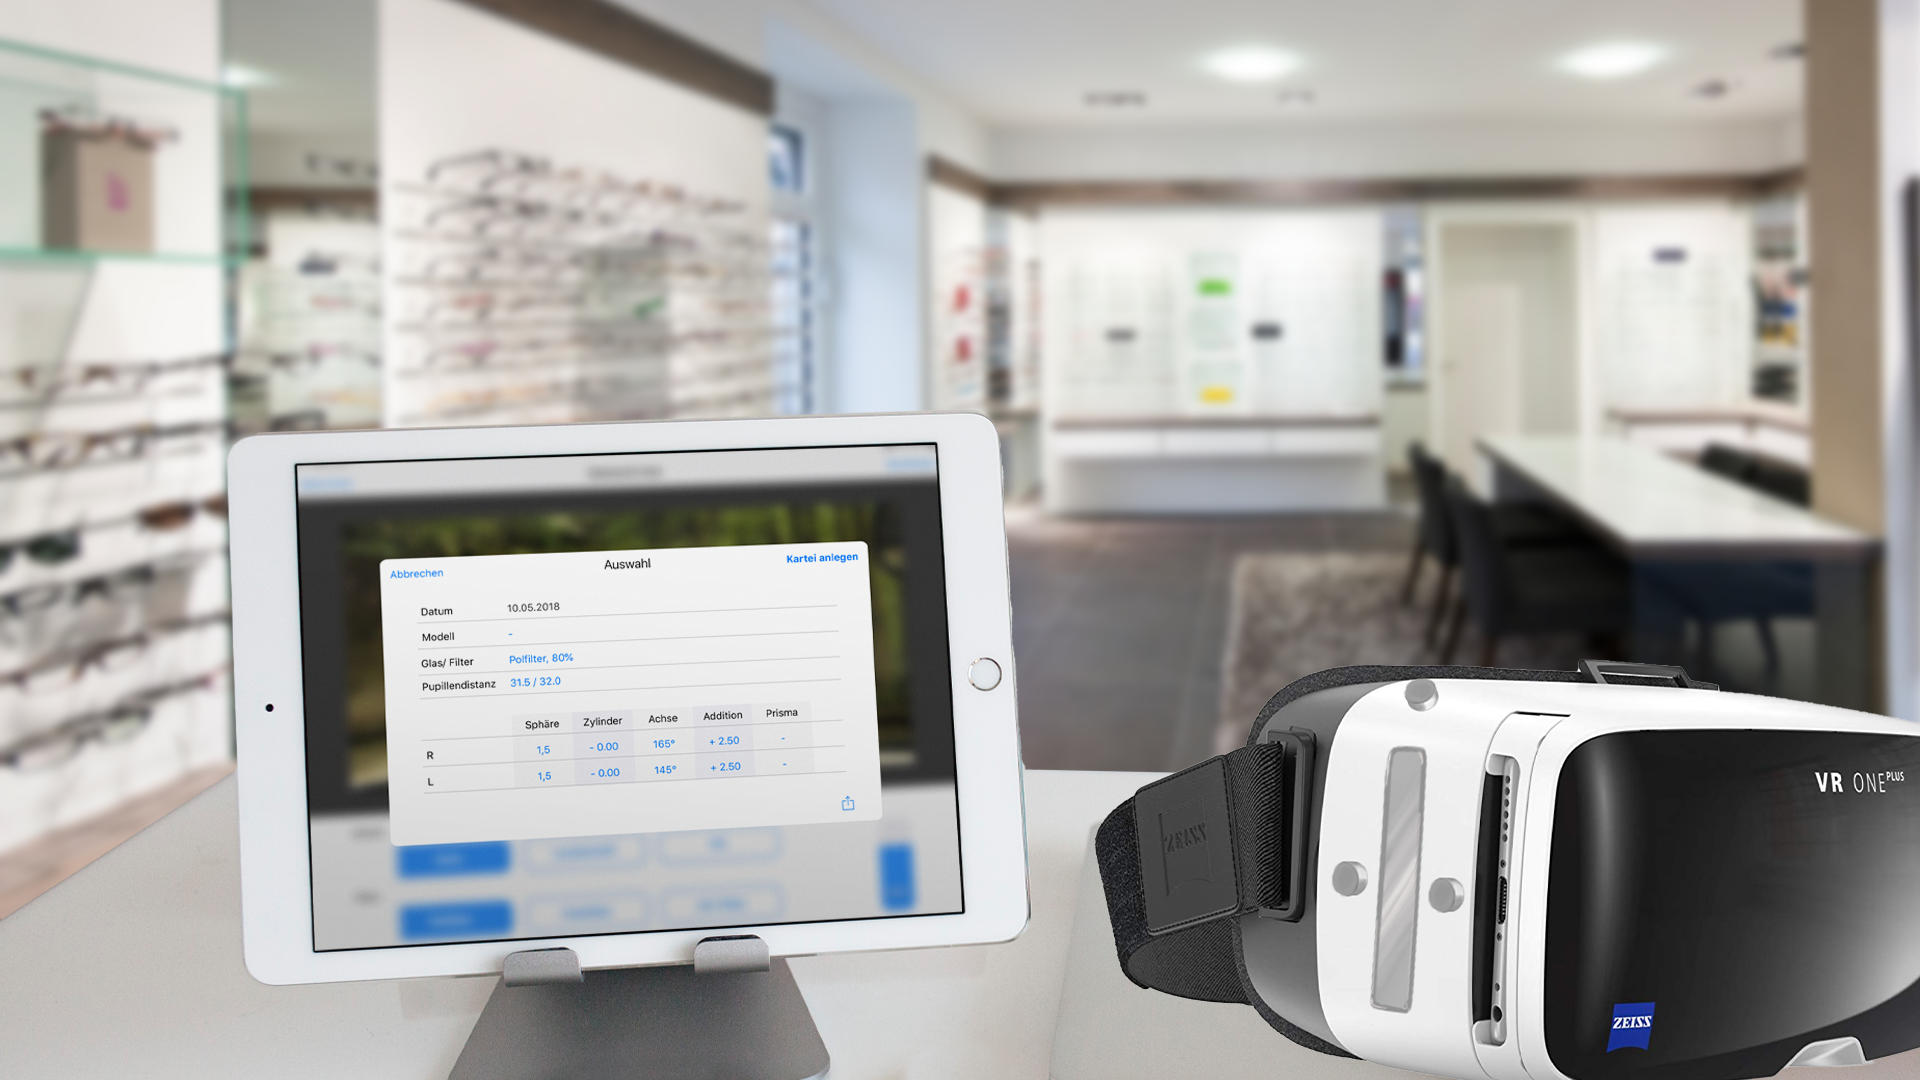 Abbrechen Auswahl Kartei anlegen
Datum 10.05.2018
Modell -
Glas/ Filter Polfilter, 80%
Pupillendistanz 31.5 / 32.0
Sphäre Zylinder Achse Addition Prisma
R 1,5 - 0.00 165° + 2.50 -
L 1,5 - 0.00 145° + 2.50 -
VR ONE PLUS
ZEISS
ZEISS